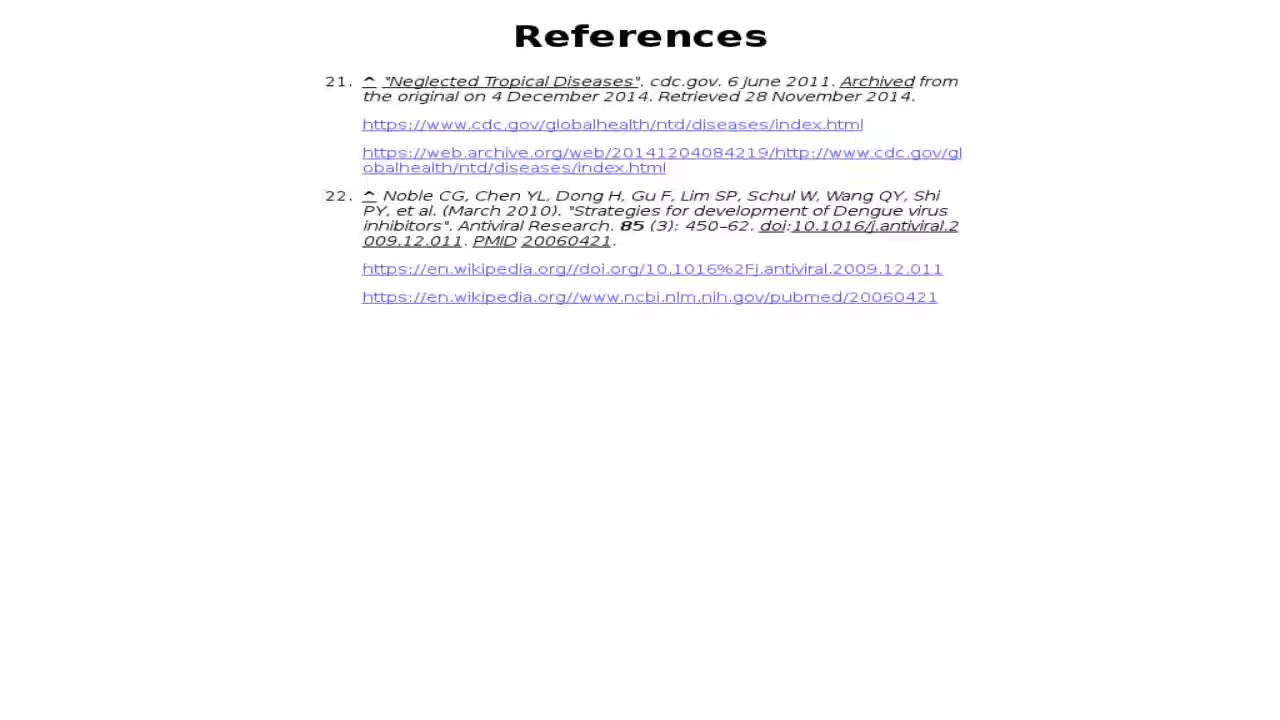 References
21. ^ "Neglected Tropical Diseases". cdc.gov. 6 June 2011. Archived from
the original on 4 December 2014. Retrieved 28 November 2014.
https://www.cdc.gov/globalhealth/ntd/diseases/index.html
https://web.archive.org/web/20141204084219/http://www.cdc.gov/gl
obalhealth/ntd/diseases/index.html
22. ^ Noble CG, Chen YL, Dong H, Gu F, Lim SP, Schul W, Wang QY, Shi
PY, et al. (March 2010). "Strategies for development of Dengue virus
inhibitors". Antiviral Research. 85 (3): 450–62. doi:10.1016/j.antiviral.2
009.12.011. PMID 20060421.
https://en.wikipedia.org//doi.org/10.1016%2Fj.antiviral.2009.12.011
https://en.wikipedia.org//www.ncbi.nlm.nih.gov/pubmed/20060421